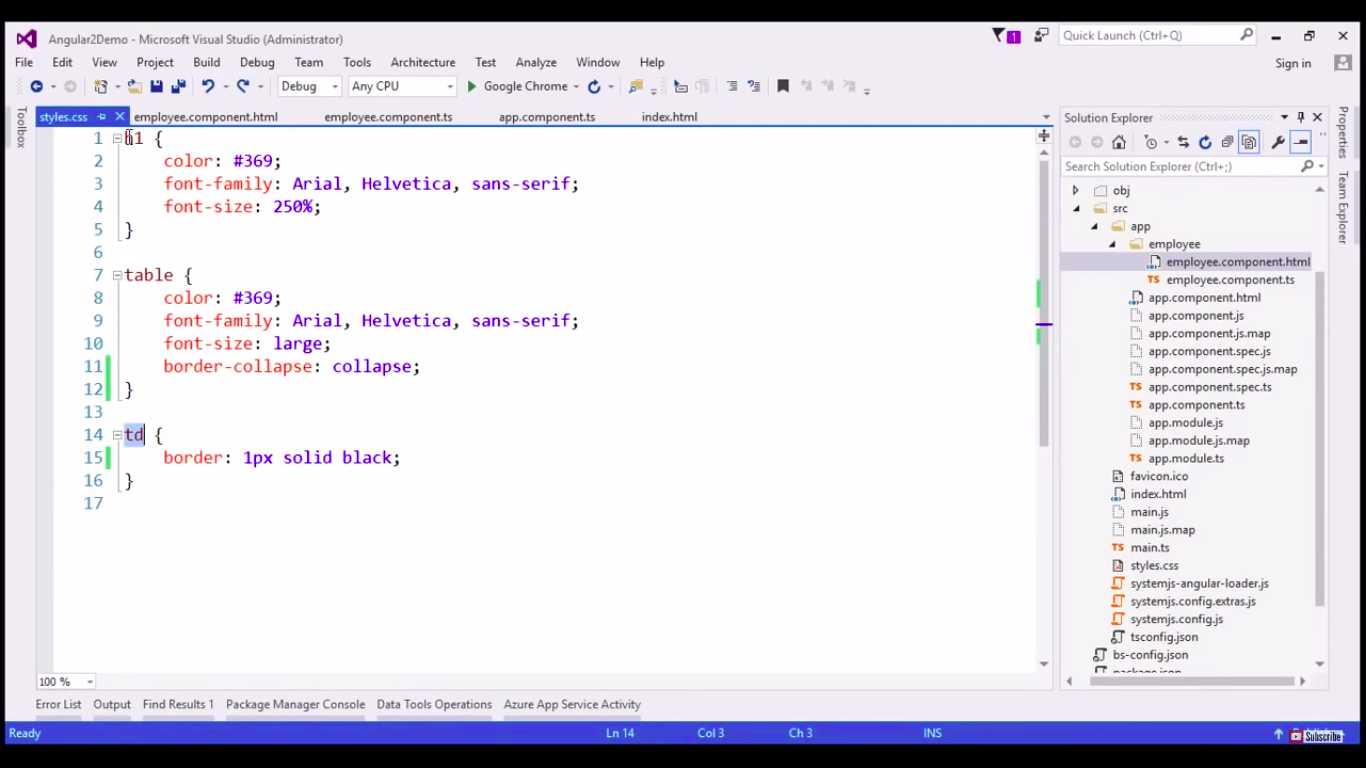 Angular2Demo - Microsoft Visual Studio (Administrator)
1
Quick Launch (Ctrl+Q)
File Edit View Project Build Debug Team Tools Architecture Test Analyze Window Help
Sign in
Debug Any CPU Google Chrome
Toolbox
styles.css employee.component.html employee.component.ts app.component.ts index.html
1 h1 {
2 color: #369;
3 font-family: Arial, Helvetica, sans-serif;
4 font-size: 250%;
5 }
6
7 table {
8 color: #369;
9 font-family: Arial, Helvetica, sans-serif;
10 font-size: large;
11 border-collapse: collapse;
12 }
13
14 td {
15 border: 1px solid black;
16 }
17
100 %
Solution Explorer
Search Solution Explorer (Ctrl+;)
obj
src
app
employee
employee.component.html
employee.component.ts
app.component.html
app.component.js
app.component.js.map
app.component.spec.js
app.component.spec.js.map
app.component.spec.ts
app.component.ts
app.module.js
app.module.js.map
app.module.ts
favicon.ico
index.html
main.js
main.js.map
main.ts
styles.css
systemjs-angular-loader.js
systemjs.config.extras.js
systemjs.config.js
tsconfig.json
bs-config.json
package.json
Properties
Team Explorer
Error List Output Find Results 1 Package Manager Console Data Tools Operations Azure App Service Activity
Ready Ln 14 Col 3 Ch 3 INS
Subscribe